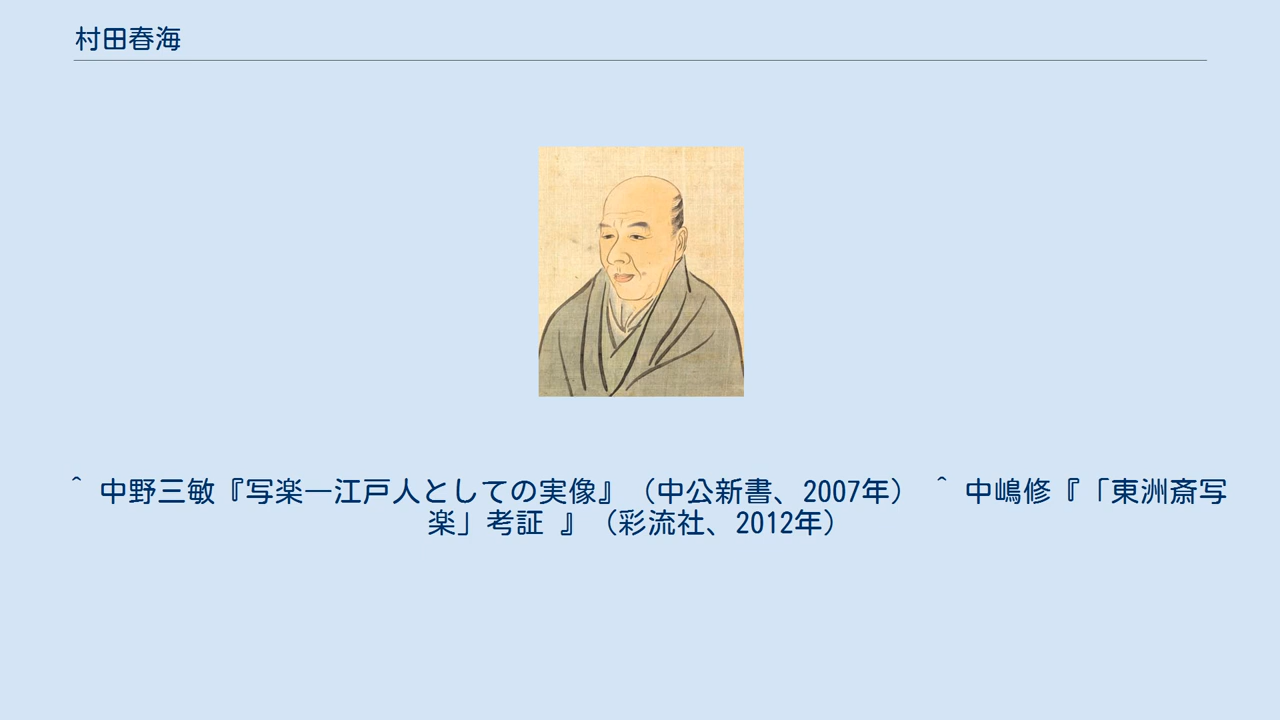 村田春海
^ 中野三敏『写楽―江戸人としての実像』（中公新書、2007年） ^ 中嶋修『「東洲斎写
楽」考証 』（彩流社、2012年）